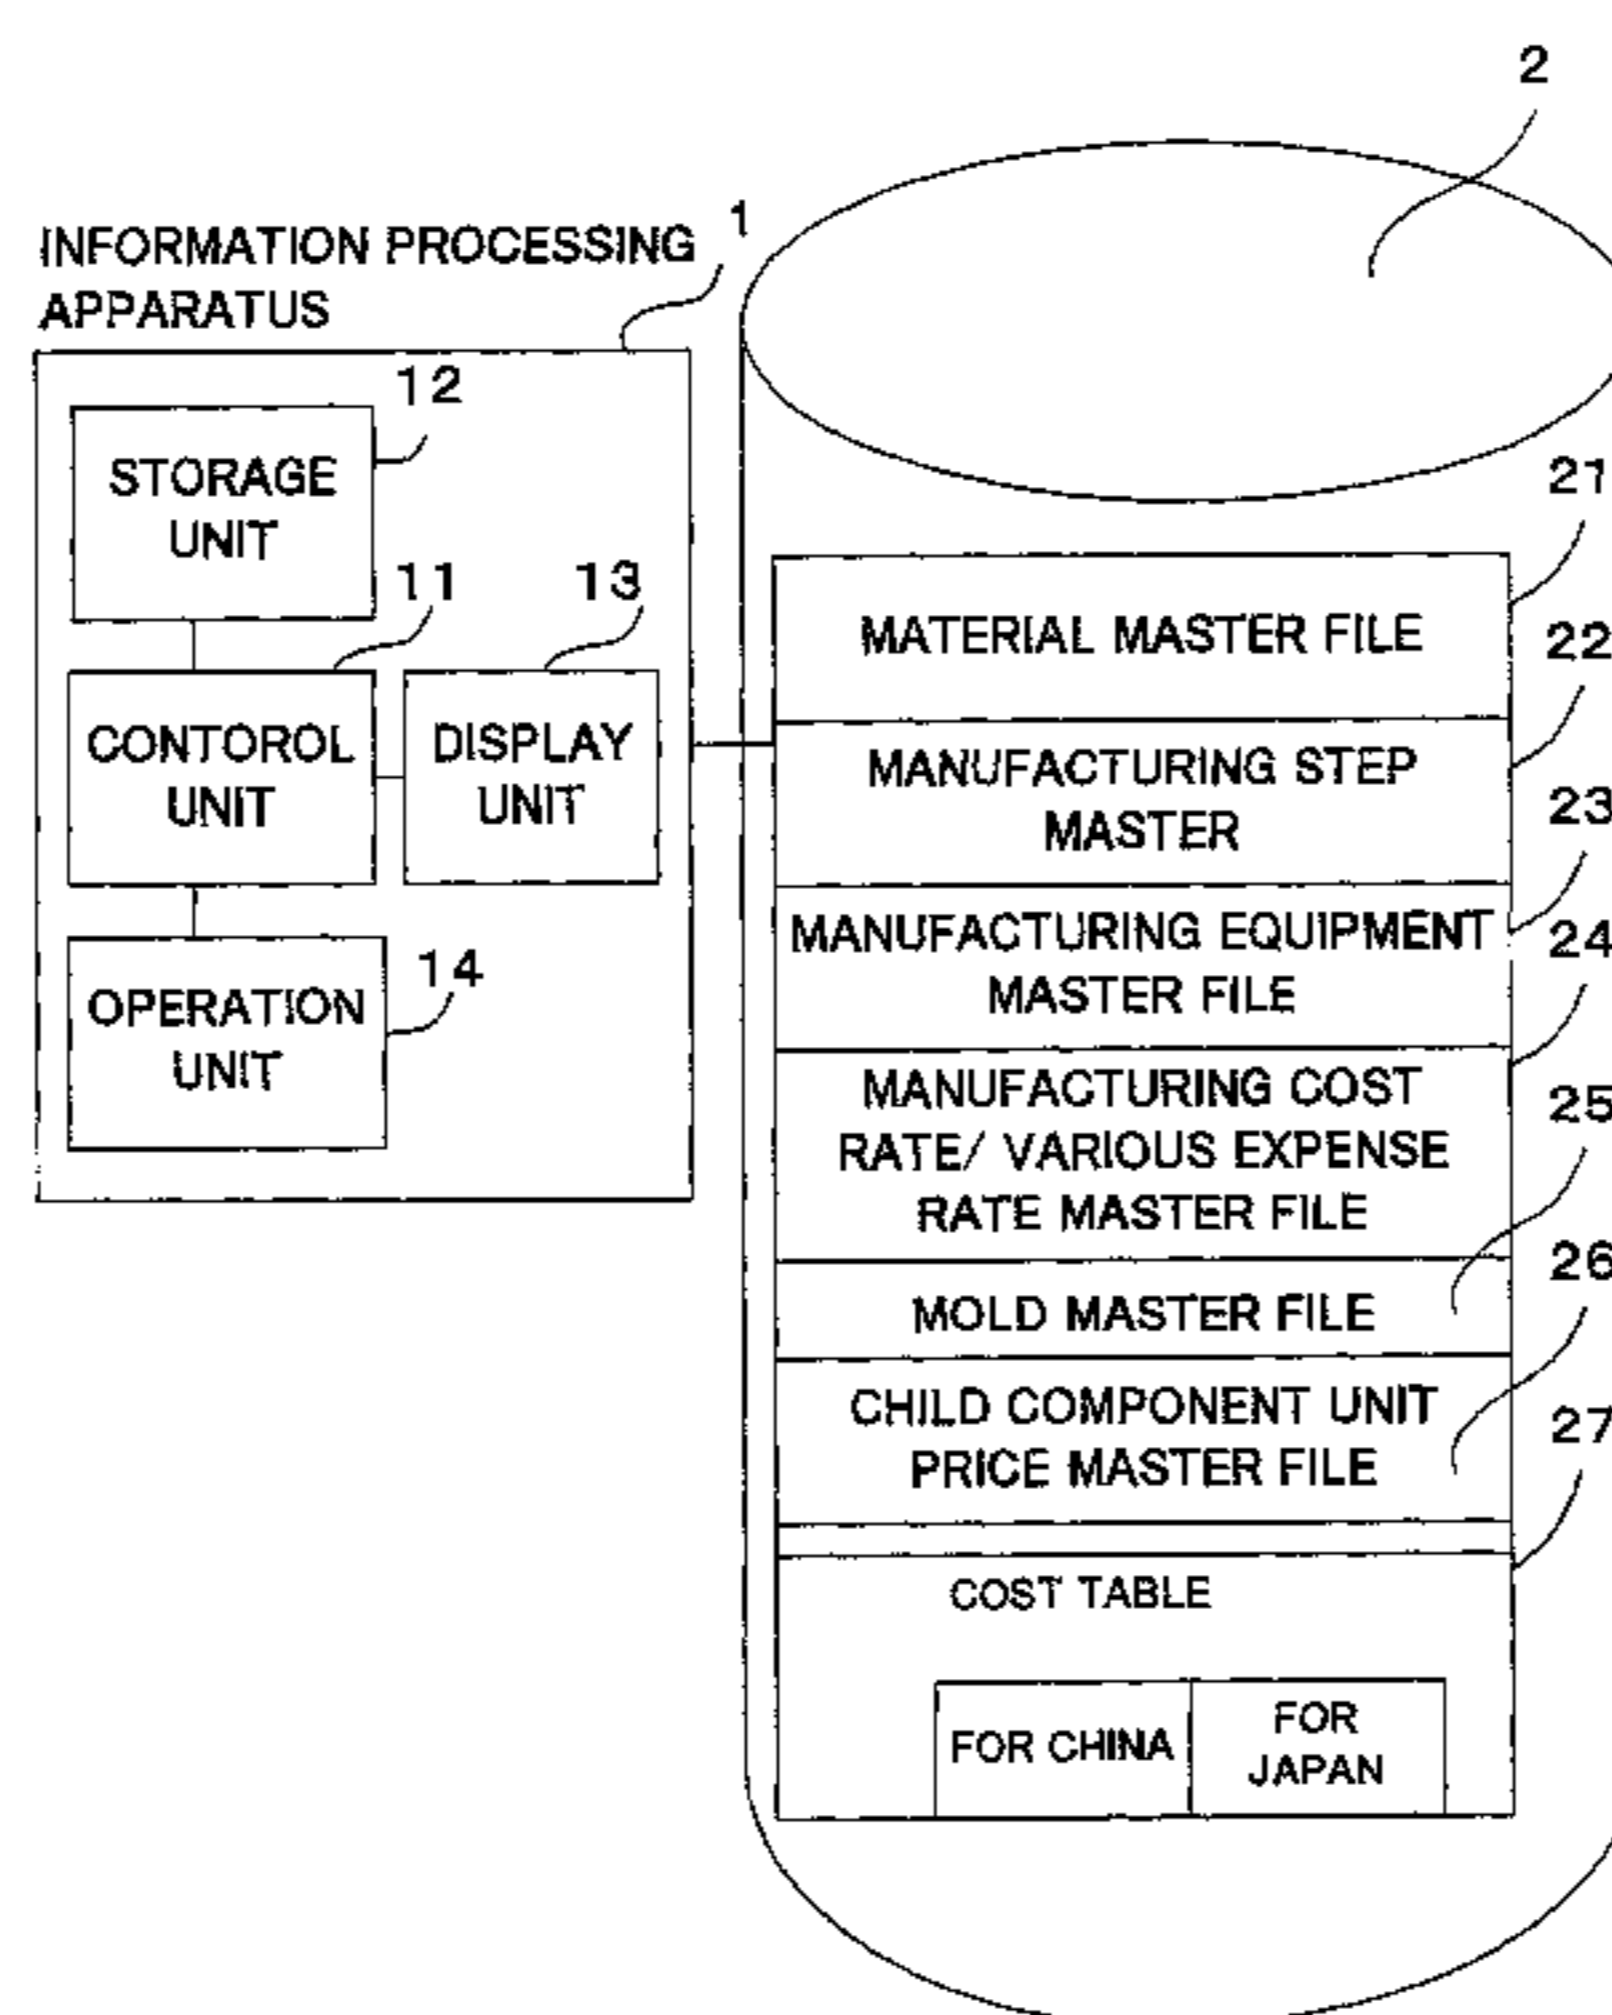 2
1
INFORMATION PROCESSING
APPARATUS
12
STORAGE
UNIT
11
13
CONTOROL
UNIT
DISPLAY
UNIT
14
OPERATION
UNIT
21
MATERIAL MASTER FILE
22
MANUFACTURING STEP
MASTER
23
MANUFACTURING EQUIPMENT
MASTER FILE
24
MANUFACTURING COST
RATE/ VARIOUS EXPENSE
RATE MASTER FILE
25
MOLD MASTER FILE
26
CHILD COMPONENT UNIT
PRICE MASTER FILE
27
COST TABLE
FOR CHINA
FOR
JAPAN